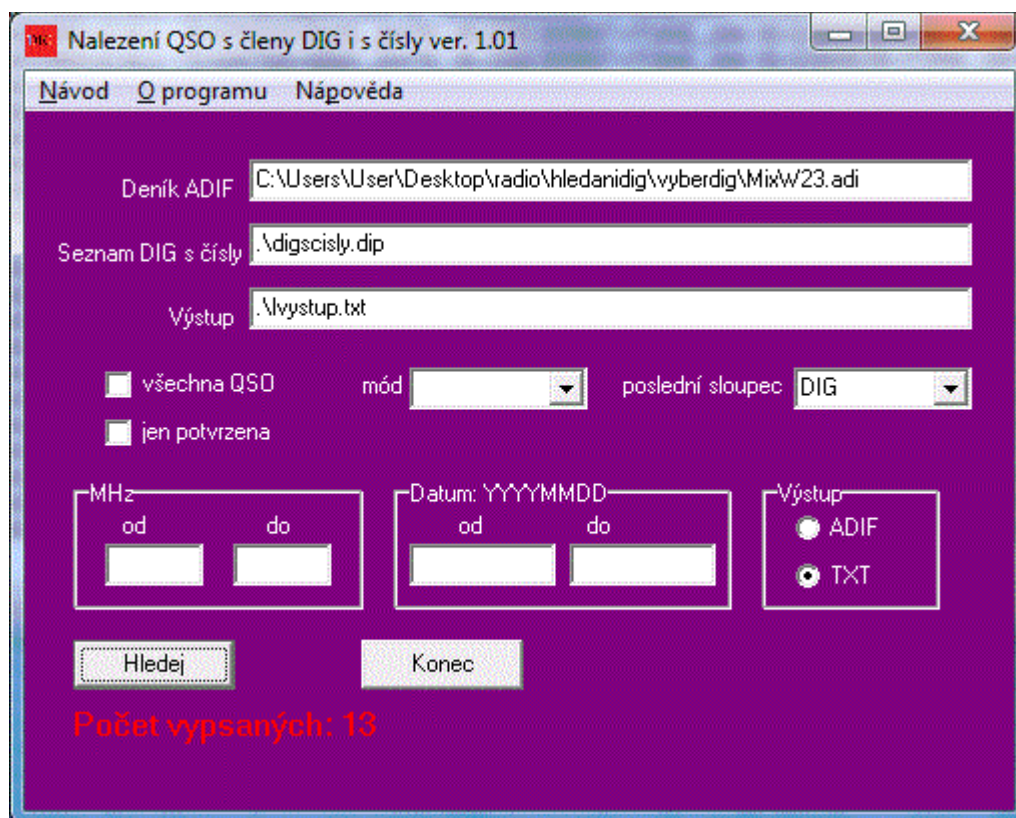 Nalezení QSO s členy DIG i s čísly ver. 1.01
Návod O programu Nápověda
Deník ADIF C:\Users\User\Desktop\radio\hledanidig\vyberdig\MixW23.adi
Seznam DIG s čísly .\digscisly.dip
Výstup .\lvystup.txt
všechna QSO mód poslední sloupec DIG
jen potvrzena
MHz Datum: YYYYMMDD Výstup
od do od do ADIF
TXT
Hledej Konec
Počet vypsaných: 13